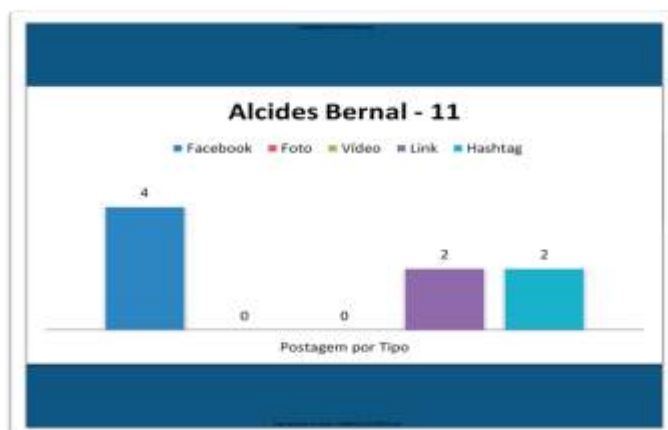 Alcides Bernal - 11
Facebook Foto Vídeo Link Hashtag
4
0
0
2
2
Postagem por Tipo